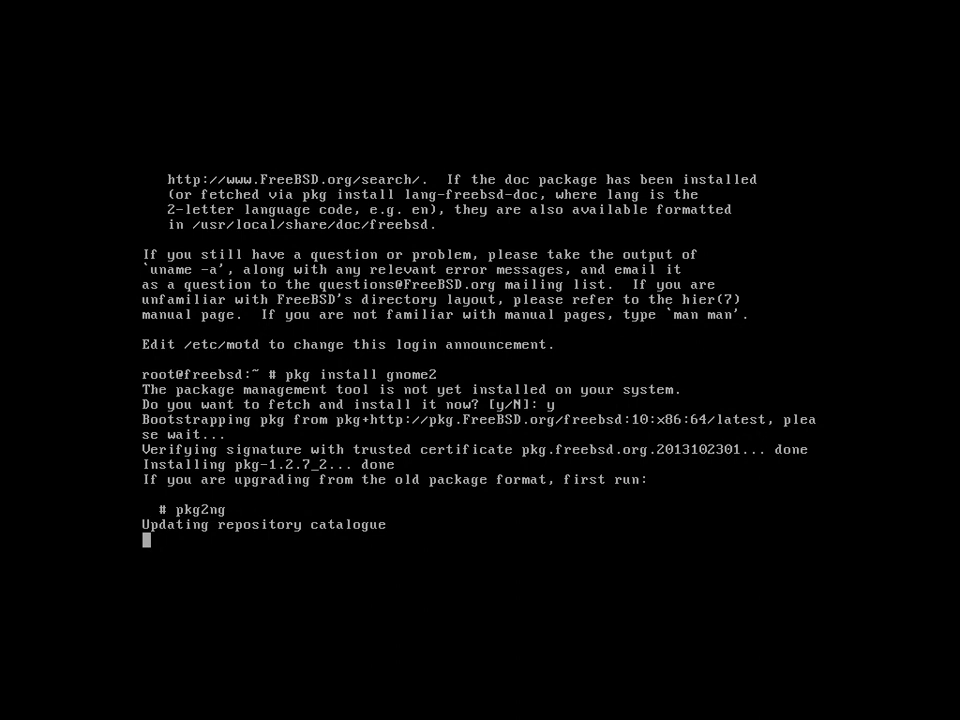 http://www.FreeBSD.org/search/.  If the doc package has been installed
(or fetched via pkg install lang-freebsd-doc, where lang is the
2-letter language code, e.g. en), they are also available formatted
in /usr/local/share/doc/freebsd.
If you still have a question or problem, please take the output of
`uname -a', along with any relevant error messages, and email it
as a question to the questions@FreeBSD.org mailing list.  If you are
unfamiliar with FreeBSD's directory layout, please refer to the hier(7)
manual page.  If you are not familiar with manual pages, type `man man'.
Edit /etc/motd to change this login announcement.
root@freebsd:~ # pkg install gnome2
The package management tool is not yet installed on your system.
Do you want to fetch and install it now? [y/N]: y
Bootstrapping pkg from pkg+http://pkg.FreeBSD.org/freebsd:10:x86:64/latest, plea
se wait...
Verifying signature with trusted certificate pkg.freebsd.org.2013102301... done
Installing pkg-1.2.7_2... done
If you are upgrading from the old package format, first run:
# pkg2ng
Updating repository catalogue